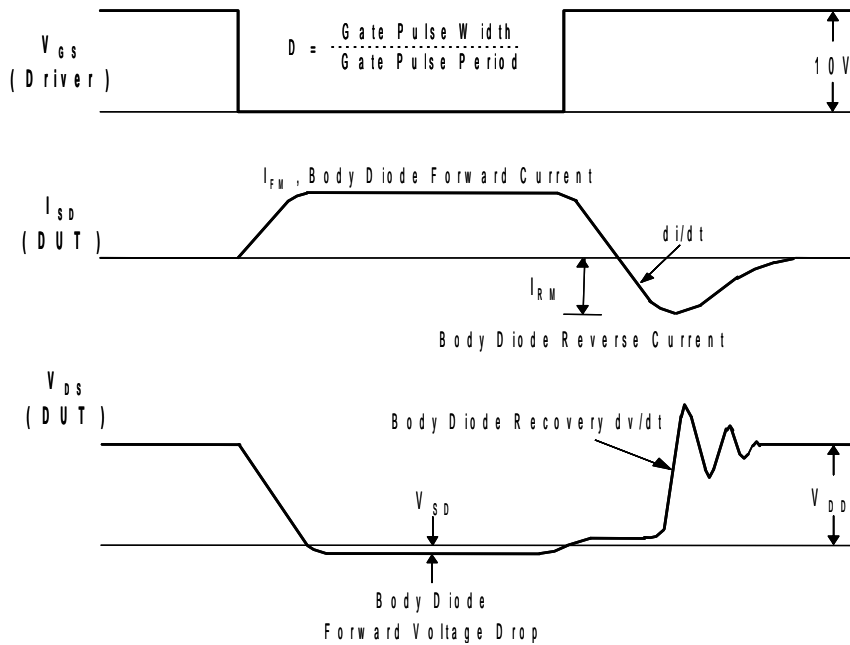 V GS
(Driver)
D = Gate Pulse Width
Gate Pulse Period
10V
I FM , Body Diode Forward Current
I SD
(DUT)
di/dt
I RM
Body Diode Reverse Current
V DS
(DUT)
Body Diode Recovery dv/dt
V SD
V DD
Body Diode
Forward Voltage Drop